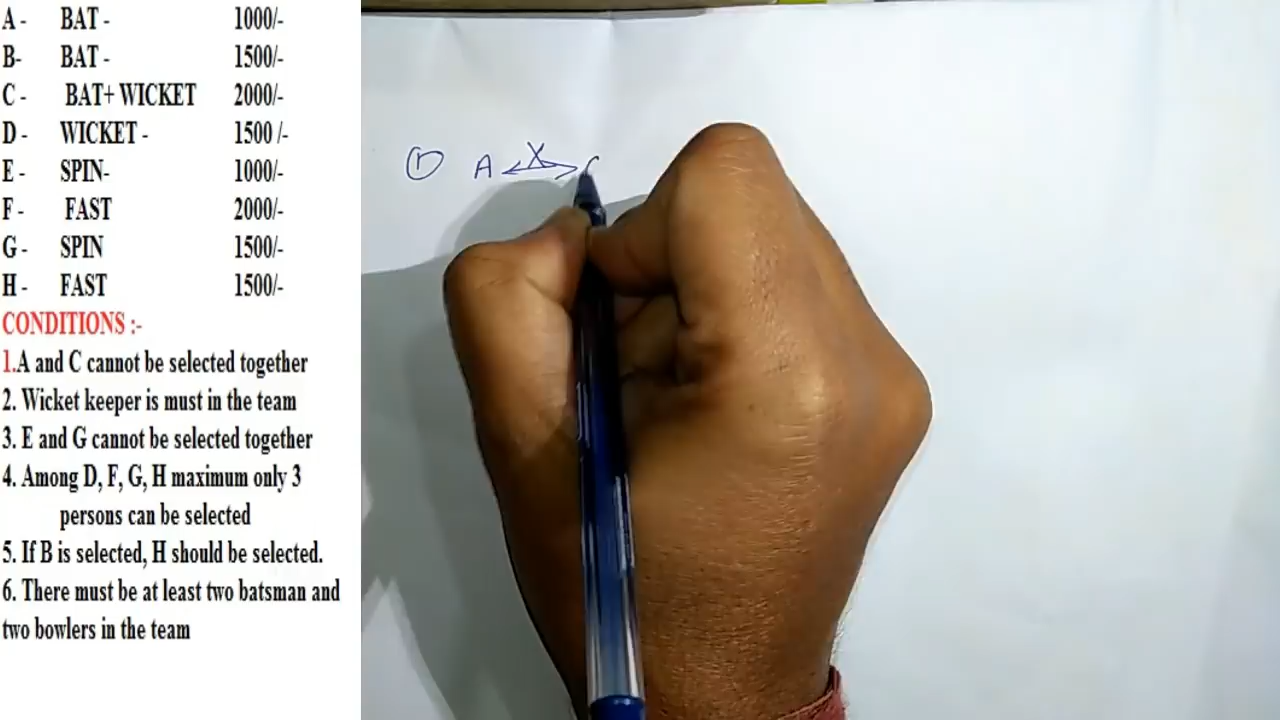 A - BAT - 1000/-
B- BAT - 1500/-
C - BAT+ WICKET 2000/-
D - WICKET - 1500 /-
E - SPIN- 1000/-
F - FAST 2000/-
G - SPIN 1500/-
H - FAST 1500/-
CONDITIONS :-
1.A and C cannot be selected together
2. Wicket keeper is must in the team
3. E and G cannot be selected together
4. Among D, F, G, H maximum only 3
persons can be selected
5. If B is selected, H should be selected.
6. There must be at least two batsman and
two bowlers in the team
① A <-X->